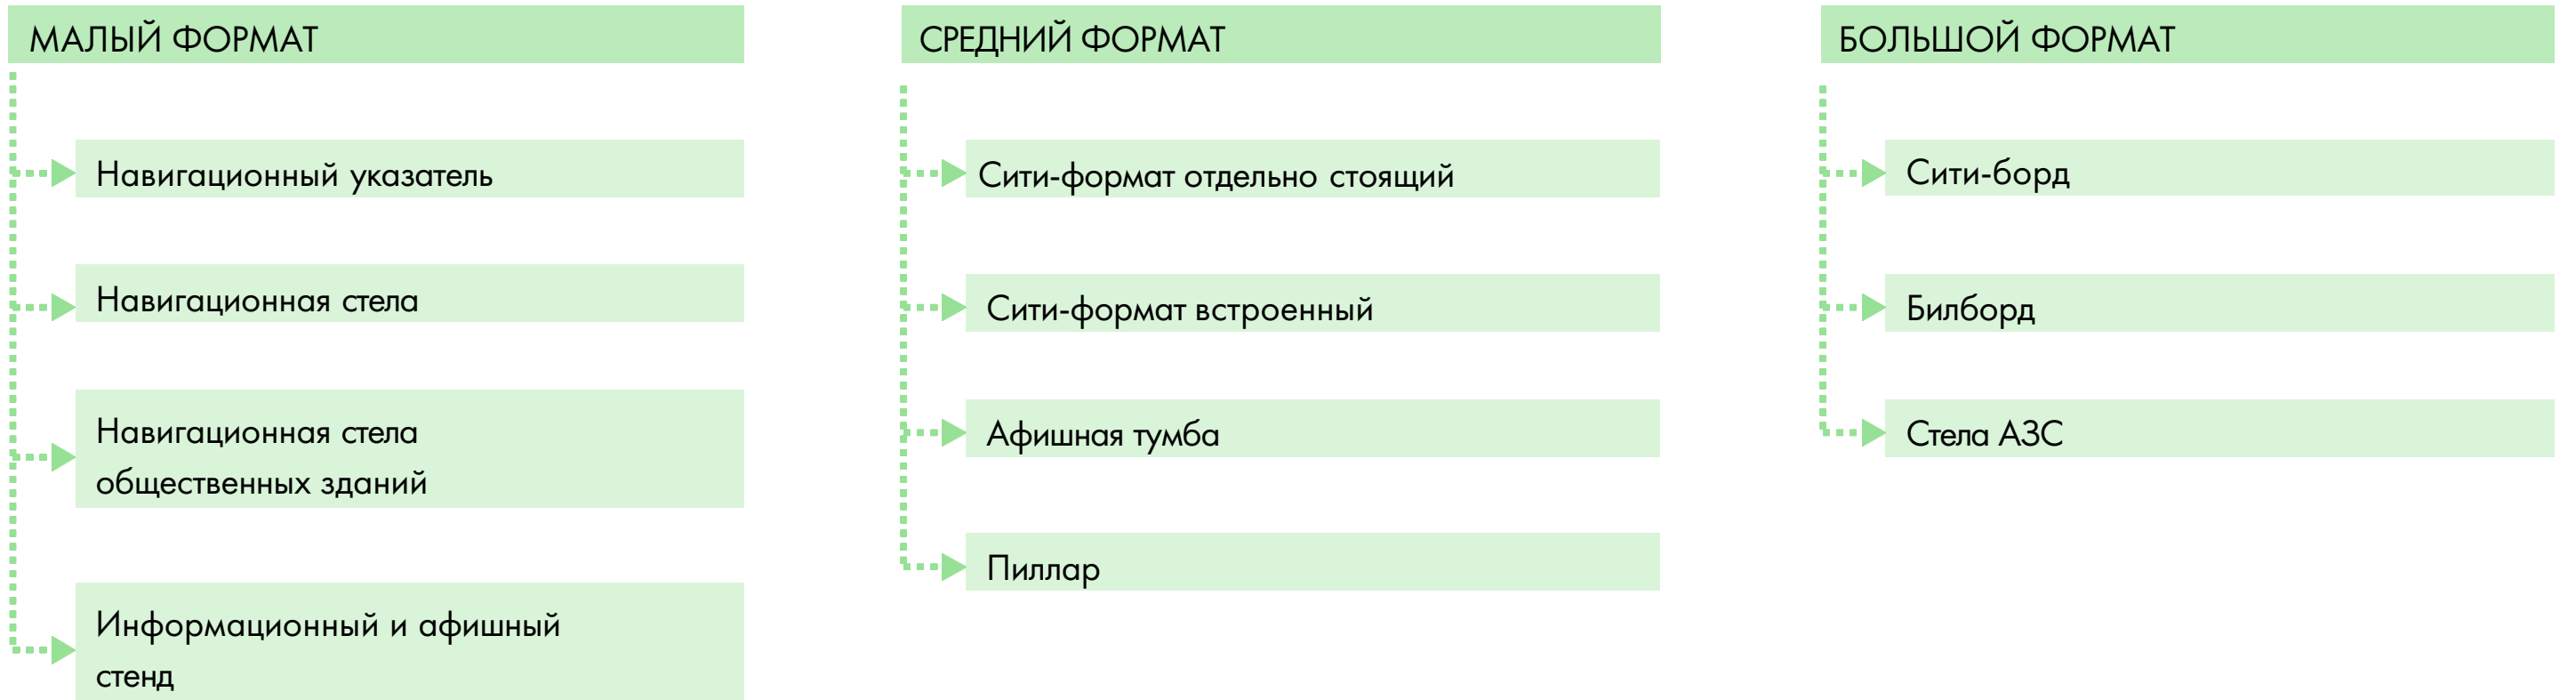 МАЛЫЙ ФОРМАТ
Навигационный указатель
Навигационная стела
Навигационная стела
общественных зданий
Информационный и афишный
стенд
СРЕДНИЙ ФОРМАТ
Сити-формат отдельно стоящий
Сити-формат встроенный
Афишная тумба
Пиллар
БОЛЬШОЙ ФОРМАТ
Сити-борд
Билборд
Стела АЗС